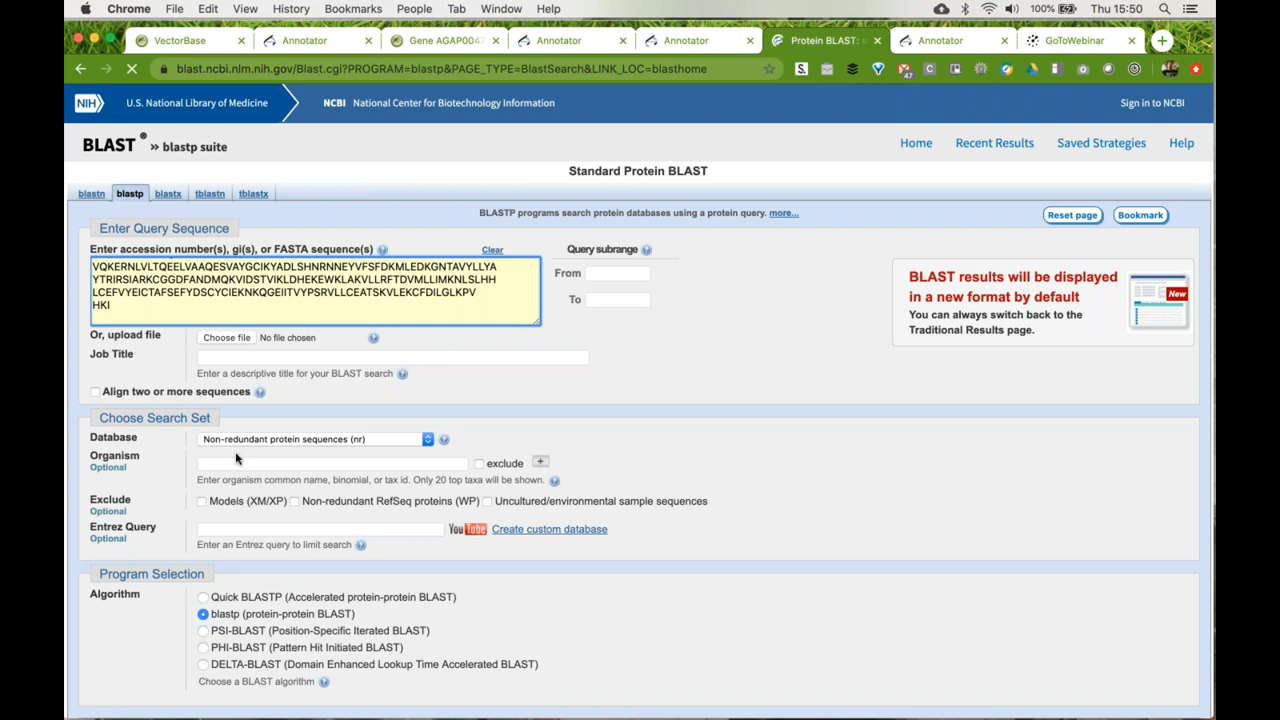 Chrome File Edit View History Bookmarks People Tab Window Help 100% Thu 15:50
VectorBase Annotator Gene AGAP0047 Annotator Annotator Protein BLAST: s Annotator GoToWebinar
blast.ncbi.nlm.nih.gov/Blast.cgi?PROGRAM=blastp&PAGE_TYPE=BlastSearch&LINK_LOC=blasthome
NIH U.S. National Library of Medicine NCBI National Center for Biotechnology Information Sign in to NCBI
BLAST ® » blastp suite Home Recent Results Saved Strategies Help
Standard Protein BLAST
blastn blastp blastx tblastn tblastx
BLASTP programs search protein databases using a protein query. more...
Reset page Bookmark
Enter Query Sequence
Enter accession number(s), gi(s), or FASTA sequence(s) Clear Query subrange
VQKERNLVLTQEELVAAQESVAYGCIKYADLSHNRNNEYVFSFDKMLEDKGNTAVYLLYA
YTRIRSIARKCGGDFANDMQKVIDSTVIKLDHEKEWKLAKVLLRFTDVMLLIMKNLSLHH
LCEFVYEICTAFSEFYDSCYCIEKNKQGEIITVYPSRVLLCEATSKVLEKCFDILGLKPV
HKI
From
To
BLAST results will be displayed
in a new format by default
You can always switch back to the
Traditional Results page.
New
Or, upload file Choose file No file chosen
Job Title
Enter a descriptive title for your BLAST search
Align two or more sequences
Choose Search Set
Database Non-redundant protein sequences (nr)
Organism
Optional
exclude +
Enter organism common name, binomial, or tax id. Only 20 top taxa will be shown.
Exclude Models (XM/XP) Non-redundant RefSeq proteins (WP) Uncultured/environmental sample sequences
Optional
Entrez Query YouTube Create custom database
Optional
Enter an Entrez query to limit search
Program Selection
Algorithm
Quick BLASTP (Accelerated protein-protein BLAST)
blastp (protein-protein BLAST)
PSI-BLAST (Position-Specific Iterated BLAST)
PHI-BLAST (Pattern Hit Initiated BLAST)
DELTA-BLAST (Domain Enhanced Lookup Time Accelerated BLAST)
Choose a BLAST algorithm